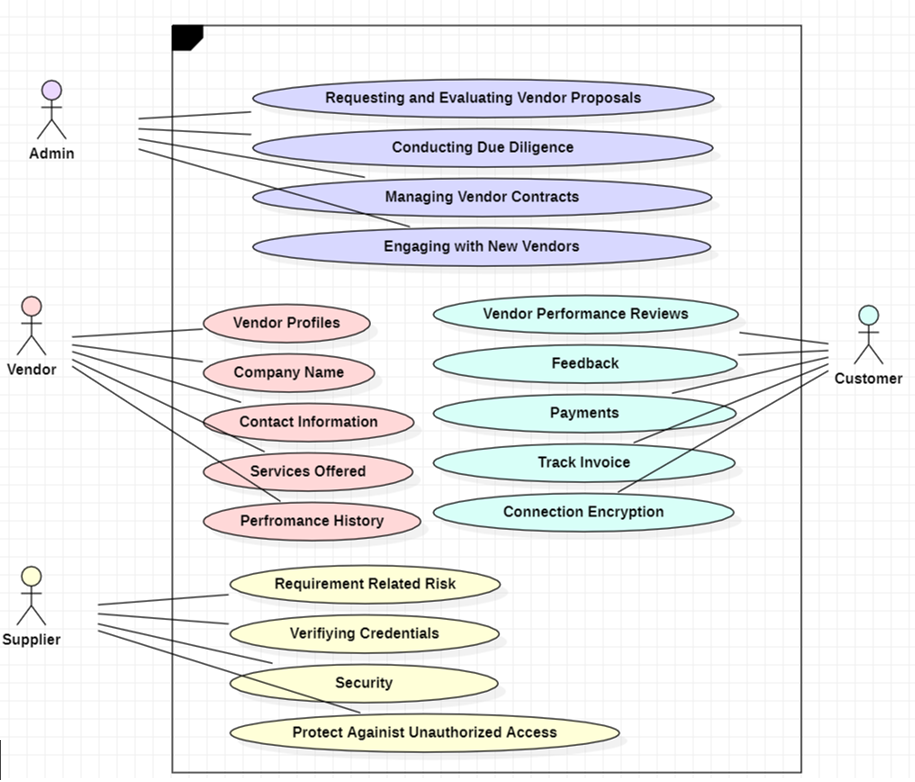 Requesting and Evaluating Vendor Proposals
Conducting Due Diligence
Admin
Managing Vendor Contracts
Engaging with New Vendors
Vendor Profiles
Vendor Performance Reviews
Vendor
Company Name
Feedback
Customer
Contact Information
Payments
Services Offered
Track Invoice
Perfromance History
Connection Encryption
Requirement Related Risk
Supplier
Verifiying Credentials
Security
Protect Againist Unauthorized Access